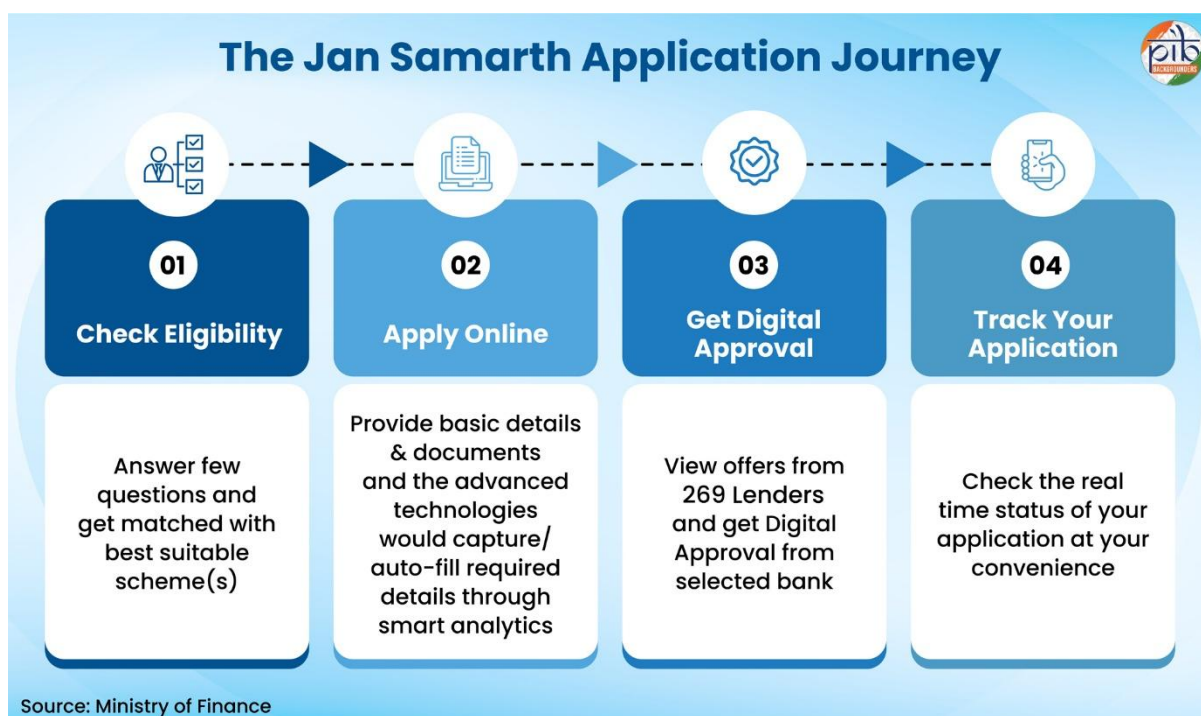 The Jan Samarth Application Journey
pib
BACKGROUNDERS
01
Check Eligibility
Answer few
questions and
get matched with
best suitable
scheme(s)
02
Apply Online
Provide basic details
& documents
and the advanced
technologies
would capture/
auto-fill required
details through
smart analytics
03
Get Digital
Approval
View offers from
269 Lenders
and get Digital
Approval from
selected bank
04
Track Your
Application
Check the real
time status of your
application at your
convenience
Source: Ministry of Finance